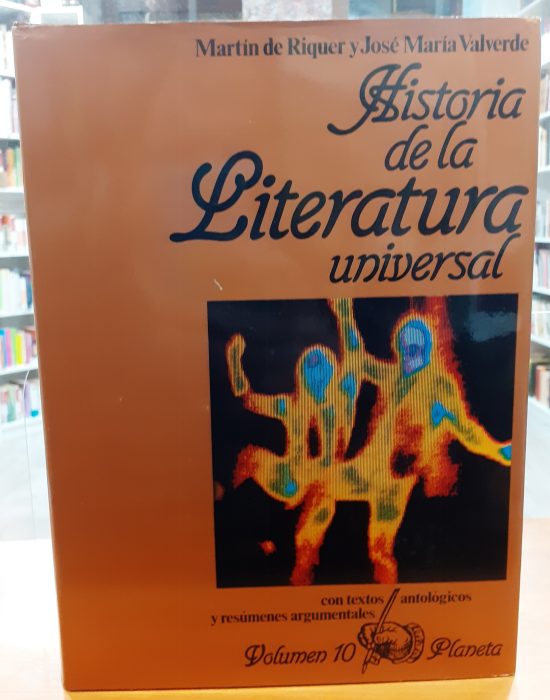 Martín de Riquer y José María Valverde
Historia
de la
Literatura
universal
con textos antológicos
y resúmenes argumentales
Volumen 10 Planeta